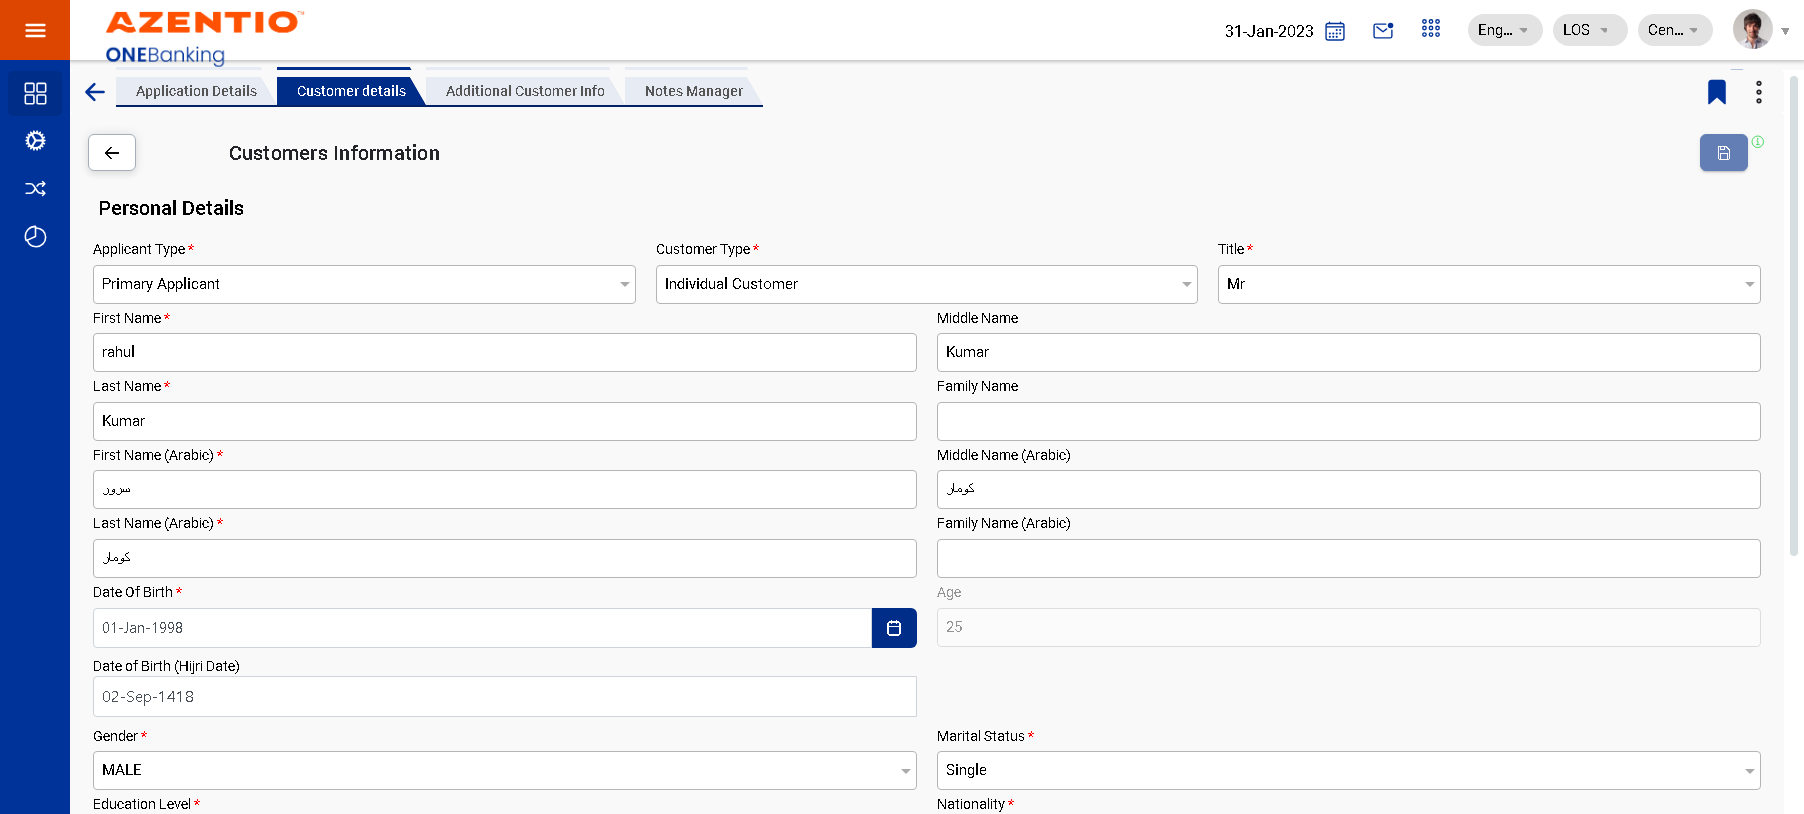 AZENTIO™
ONEBanking
31-Jan-2023
Eng...
LOS
Cen...
Application Details
Customer details
Additional Customer Info
Notes Manager
Customers Information
Personal Details
Applicant Type *
Customer Type *
Title *
Primary Applicant
Individual Customer
Mr
First Name *
Middle Name
rahul
Kumar
Last Name *
Family Name
Kumar
First Name (Arabic) *
Middle Name (Arabic)
سرور
كومار
Last Name (Arabic) *
Family Name (Arabic)
كومار
Date Of Birth *
Age
01-Jan-1998
25
Date of Birth (Hijri Date)
02-Sep-1418
Gender *
Marital Status *
MALE
Single
Education Level *
Nationality *